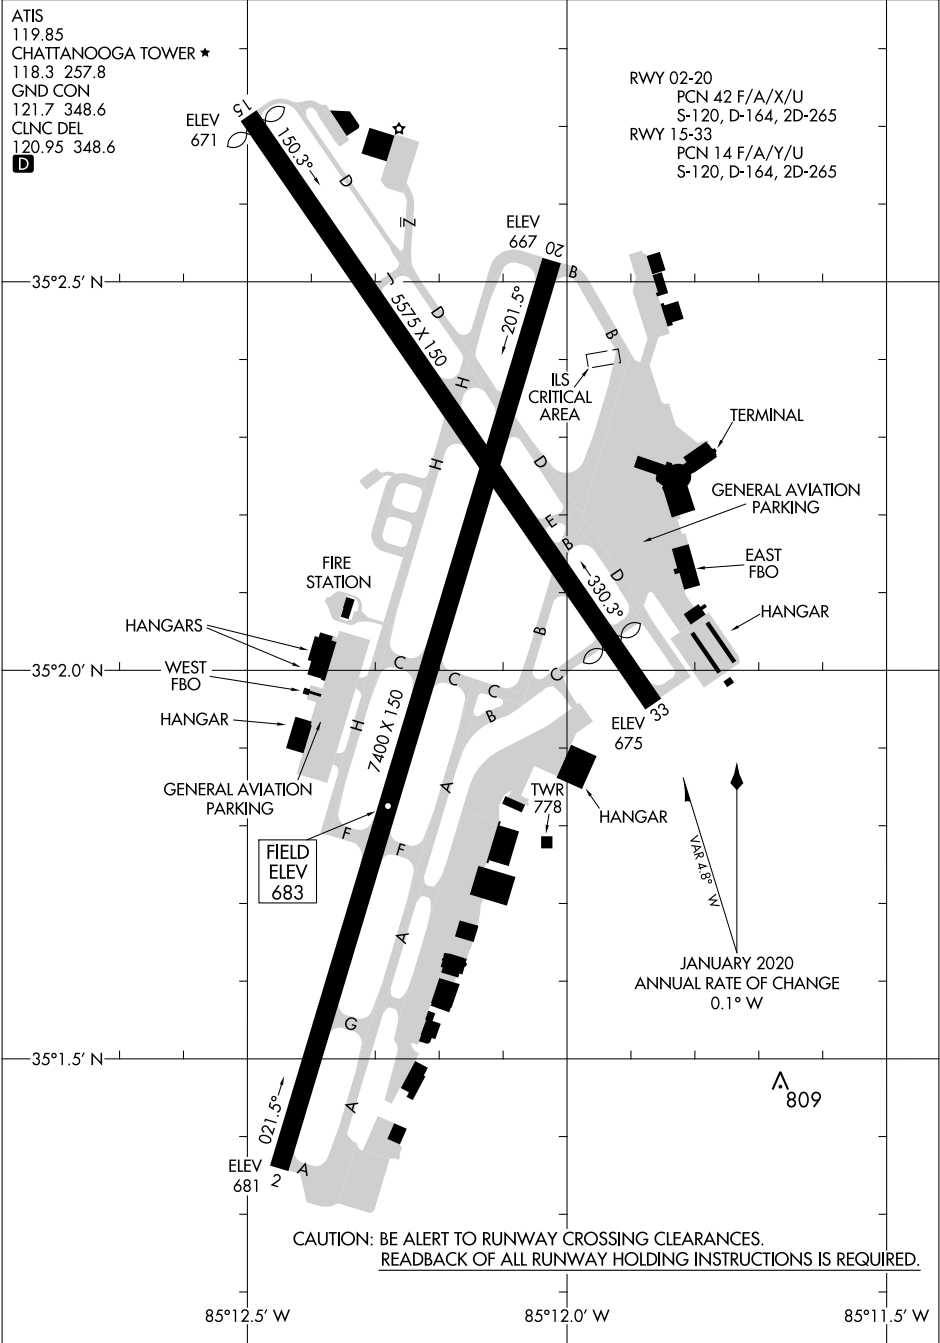 ATIS
119.85
CHATTANOOGA TOWER ★
118.3 257.8
GND CON
121.7 348.6
CLNC DEL
120.95 348.6
D
RWY 02-20
PCN 42 F/A/X/U
S-120, D-164, 2D-265
RWY 15-33
PCN 14 F/A/Y/U
S-120, D-164, 2D-265
15
ELEV
671
150.3°
D
Z
ELEV
667
20
B
35°2.5' N
J
5575 X 150
D
201.5°
B
ILS
CRITICAL
AREA
H
TERMINAL
H
D
GENERAL AVIATION
PARKING
E
B
EAST
FBO
FIRE
STATION
D
330.3°
HANGAR
HANGARS
B
35°2.0' N
C
C
C
C
WEST
FBO
B
HANGAR
H
7400 X 150
33
ELEV
675
GENERAL AVIATION
PARKING
A
TWR
778
HANGAR
F
F
FIELD
ELEV
683
VAR 4.8° W
A
JANUARY 2020
ANNUAL RATE OF CHANGE
0.1° W
G
35°1.5' N
021.5°
A
809
ELEV
681
2
A
CAUTION: BE ALERT TO RUNWAY CROSSING CLEARANCES.
READBACK OF ALL RUNWAY HOLDING INSTRUCTIONS IS REQUIRED.
85°12.5' W
85°12.0' W
85°11.5' W